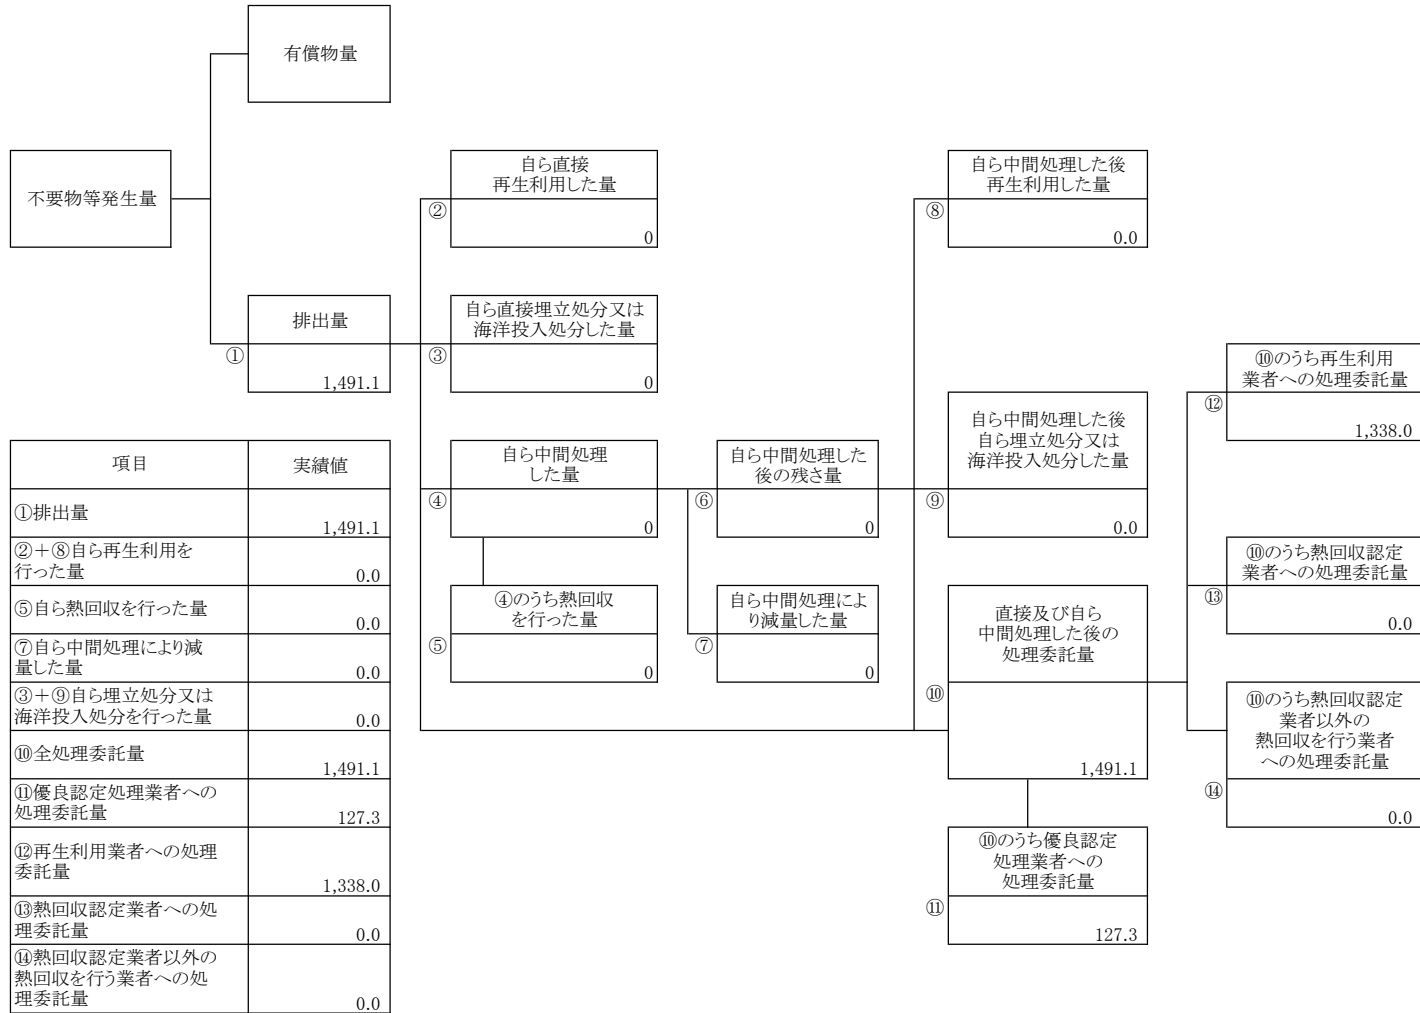 有償物量
不要物等発生量
自ら直接
再生利用した量
②
0
自ら中間処理した後
再生利用した量
⑧
0.0
排出量
①
1,491.1
自ら直接埋立処分又は
海洋投入処分した量
③
0
⑩のうち再生利用
業者への処理委託量
⑫
1,338.0
自ら中間処理
した量
④
0
自ら中間処理した
後の残さ量
⑥
0
自ら中間処理した後
自ら埋立処分又は
海洋投入処分した量
⑨
0.0
⑩のうち熱回収認定
業者への処理委託量
⑬
0.0
④のうち熱回収
を行った量
⑤
0
自ら中間処理によ
り減量した量
⑦
0
直接及び自ら
中間処理した後の
処理委託量
⑩
1,491.1
⑩のうち熱回収認定
業者以外の
熱回収を行う業者
への処理委託量
⑭
0.0
⑩のうち優良認定
処理業者への
処理委託量
⑪
127.3
項目 実績値
①排出量
1,491.1
②+⑧自ら再生利用を
行った量
0.0
⑤自ら熱回収を行った量
0.0
⑦自ら中間処理により減
量した量
0.0
③+⑨自ら埋立処分又は
海洋投入処分を行った量
0.0
⑩全処理委託量
1,491.1
⑪優良認定処理業者への
処理委託量
127.3
⑫再生利用業者への処理
委託量
1,338.0
⑬熱回収認定業者への処
理委託量
0.0
⑭熱回収認定業者以外の
熱回収を行う業者への処
理委託量
0.0